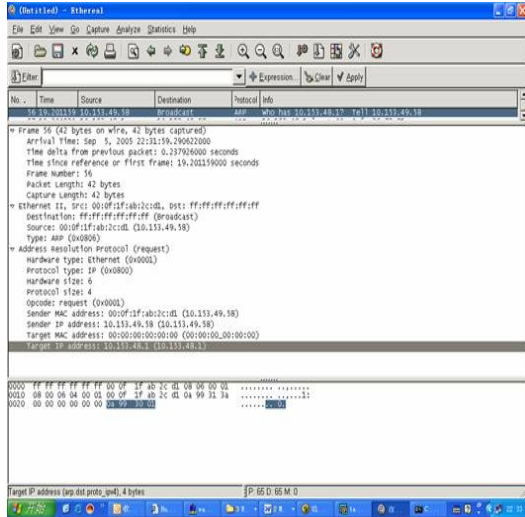 (Untitled) - Ethereal
File Edit View Go Capture Analyze Statistics Help
Filter: Expression... Clear Apply
No. . Time Source Destination Protocol Info
56 19.201159 10.153.49.58 Broadcast ARP who has 10.153.48.1? Tell 10.153.49.58
Frame 56 (42 bytes on wire, 42 bytes captured)
Arrival Time: Sep 5, 2005 22:31:59.290622000
Time delta from previous packet: 0.237926000 seconds
Time since reference or first frame: 19.201159000 seconds
Frame Number: 56
Packet Length: 42 bytes
Capture Length: 42 bytes
Ethernet II, Src: 00:0f:1f:ab:2c:d1, Dst: ff:ff:ff:ff:ff:ff
Destination: ff:ff:ff:ff:ff:ff (Broadcast)
Source: 00:0f:1f:ab:2c:d1 (10.153.49.58)
Type: ARP (0x0806)
Address Resolution Protocol (request)
Hardware type: Ethernet (0x0001)
Protocol type: IP (0x0800)
Hardware size: 6
Protocol size: 4
Opcode: request (0x0001)
Sender MAC address: 00:0f:1f:ab:2c:d1 (10.153.49.58)
Sender IP address: 10.153.49.58 (10.153.49.58)
Target MAC address: 00:00:00:00:00:00 (00:00:00_00:00:00)
Target IP address: 10.153.48.1 (10.153.48.1)
0000 ff ff ff ff ff ff 00 0f 1f ab 2c d1 08 06 00 01 ........ ..,.....
0010 08 00 06 04 00 01 00 0f 1f ab 2c d1 0a 99 31 3a ........ ..,...1:
0020 00 00 00 00 00 00 0a 99 30 01 ........ 0.
Target IP address (arp.dst.proto_ipv4), 4 bytes P: 65 D: 65 M: 0
开始